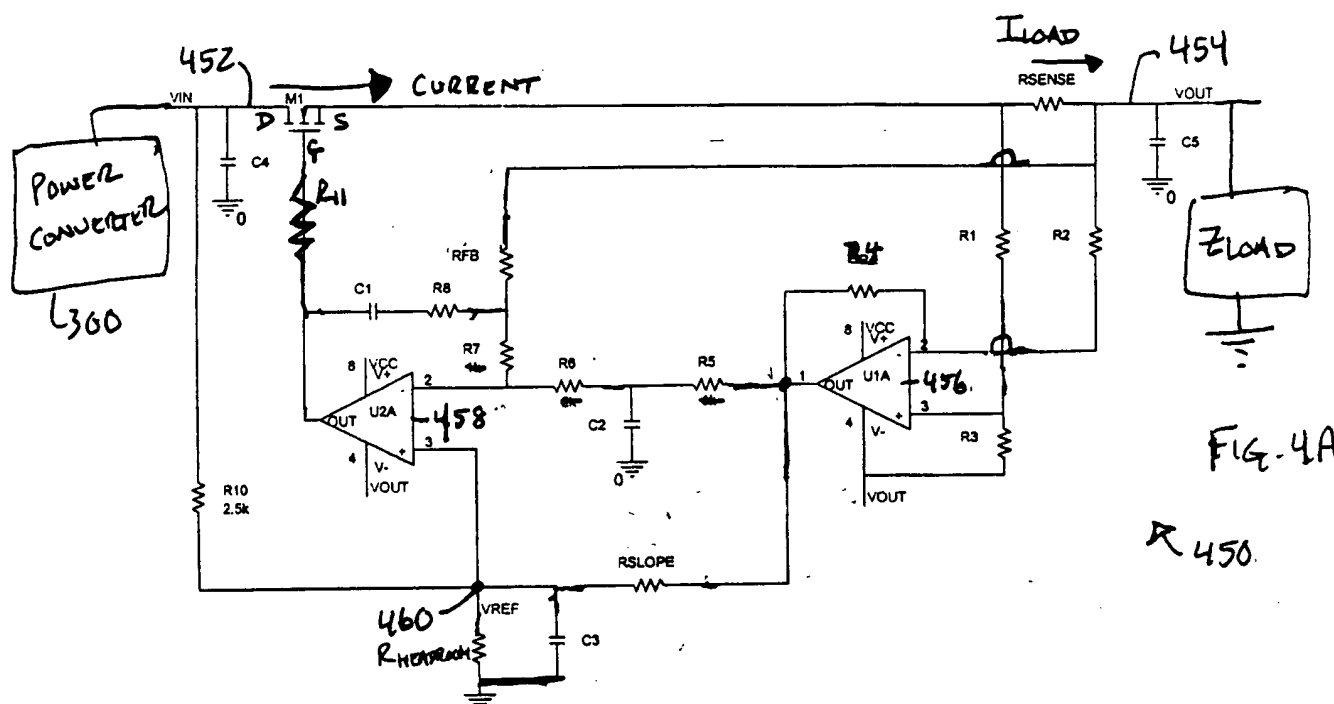 452
CURRENT
ILOAD
454
RSENSE
VIN
M1
D
S
G
VOUT
C4
C5
0
0
POWER
CONVERTER
300
R11
RFB
R1
R2
ZLOAD
R4
C1
R8
8
VCC
V+
2
-
U1A
456
OUT
1
3
+
4
V-
R3
VOUT
R7
R6
R5
8
VCC
V+
2
-
U2A
458
OUT
3
+
4
V-
VOUT
C2
0
FIG. 4A
450
R10
2.5k
RSLOPE
460
VREF
C3
RHEADROOM